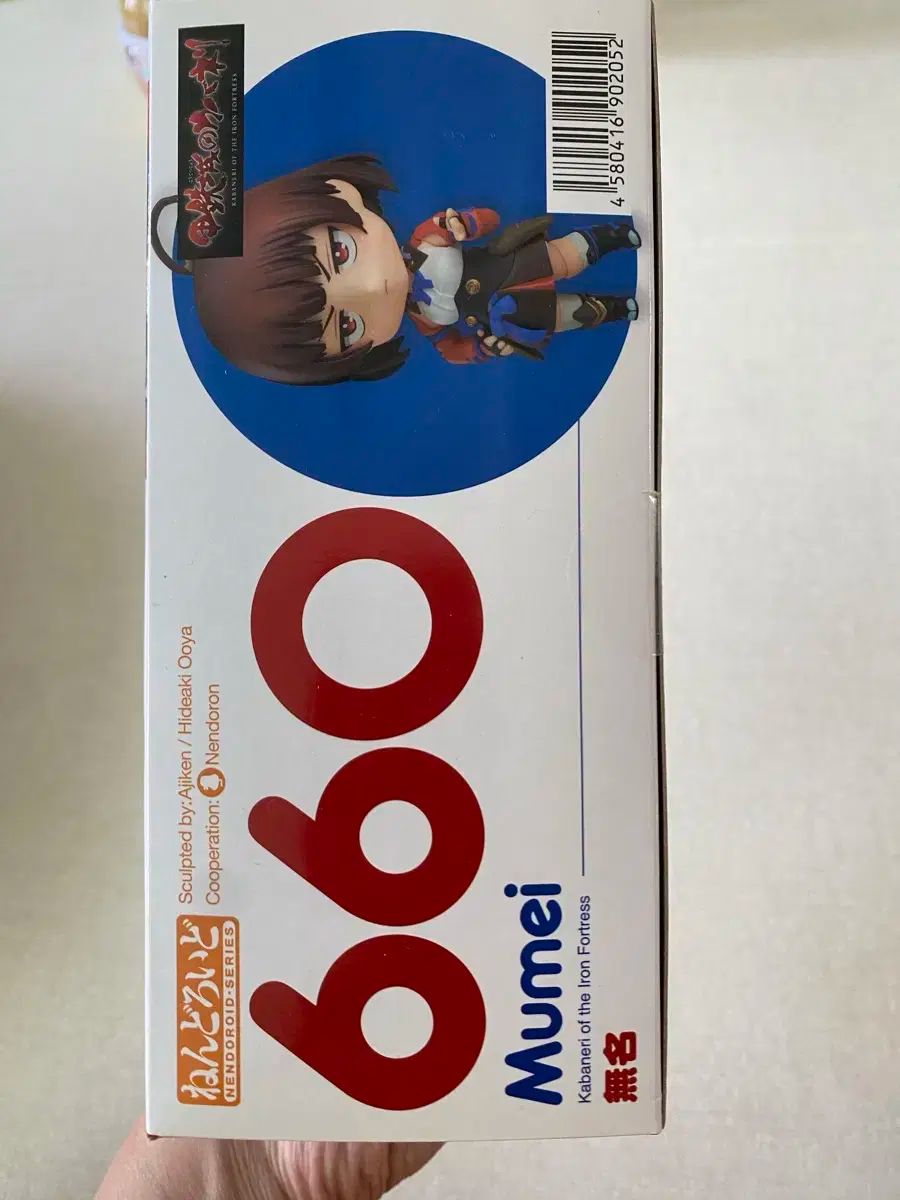 ねんどろいど
NENDOROID・SERIES
Sculpted by:Ajiken / Hideaki Ooya
Cooperation: Nendoron
660
Mumei
Kabaneri of the Iron Fortress
無名
甲鉄城のカバネリ
KABANERI OF THE IRON FORTRESS
4 580416 902052